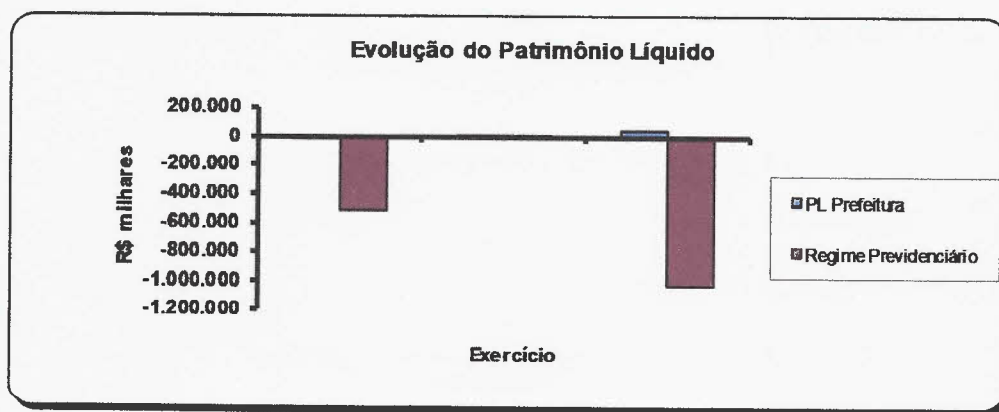 Evolução do Patrimônio Líquido
200.000
0
-200.000
-400.000
-600.000
-800.000
-1.000.000
-1.200.000
R$ milhares
Exercício
PL Prefeitura
Regime Previdenciário